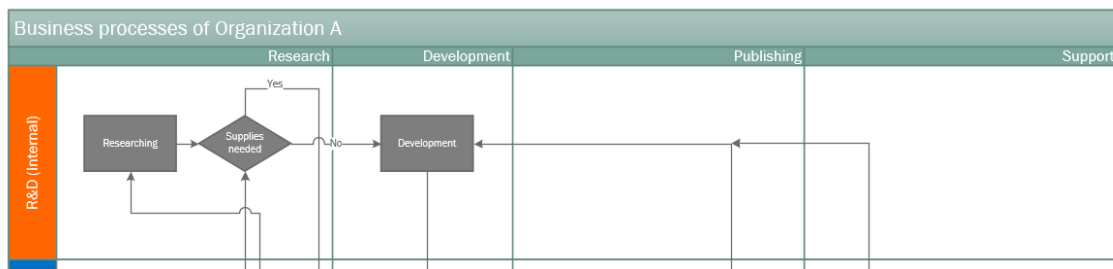 Business processes of Organization A
Research
Development
Publishing
Support
R&D (Internal)
Yes
Researching
Supplies
needed
No
Development